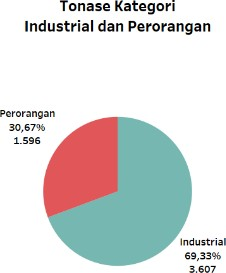 Tonase Kategori
Industrial dan Perorangan
Perorangan
30,67%
1.596
Industrial
69,33%
3.607